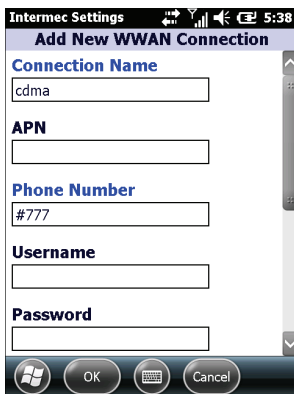 Intermec Settings 5:38
Add New WWAN Connection
Connection Name
cdma
APN
Phone Number
#777
Username
Password
OK Cancel